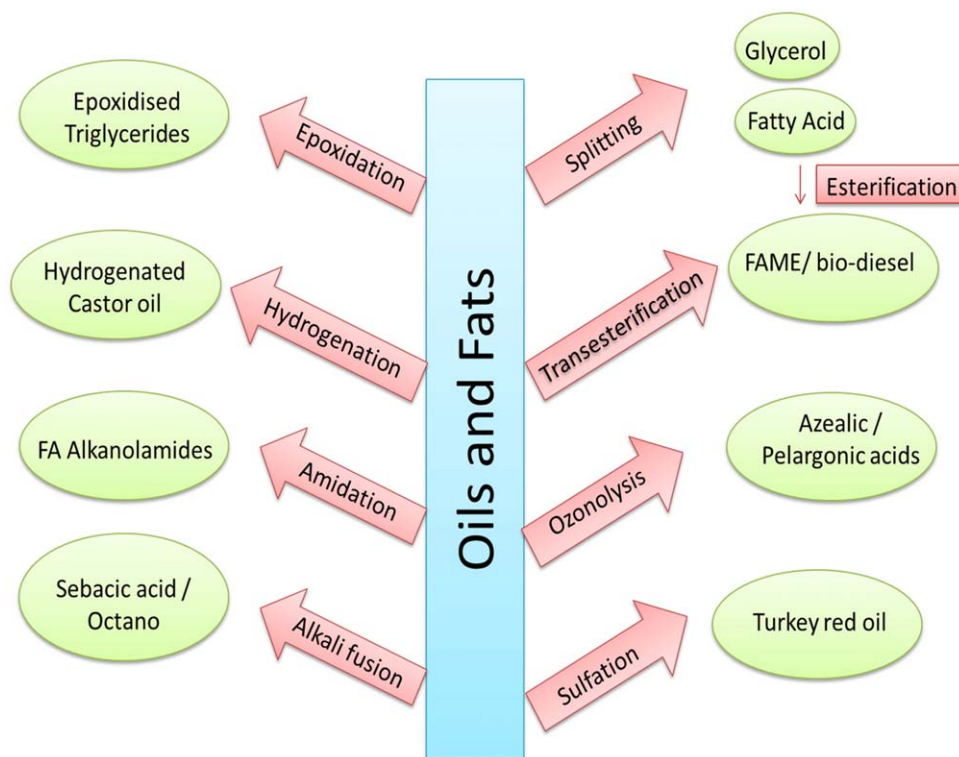 Epoxidised
Triglycerides
Epoxidation
Hydrogenated
Castor oil
Hydrogenation
FA Alkanolamides
Amidation
Sebacic acid /
Octano
Alkali fusion
Oils and Fats
Splitting
Glycerol
Fatty Acid
Esterification
Transesterification
FAME/ bio-diesel
Ozonolysis
Azealic /
Pelargonic acids
Sulfation
Turkey red oil